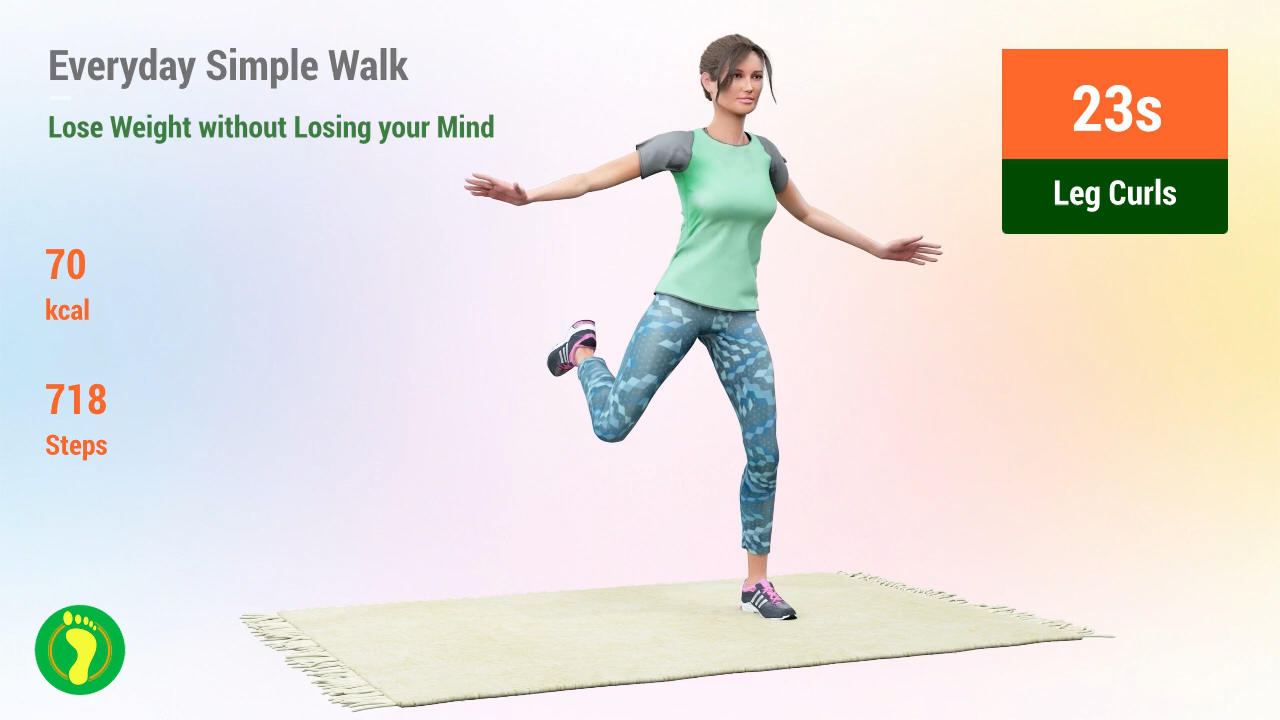 Everyday Simple Walk
Lose Weight without Losing your Mind
23s
Leg Curls
70
kcal
718
Steps